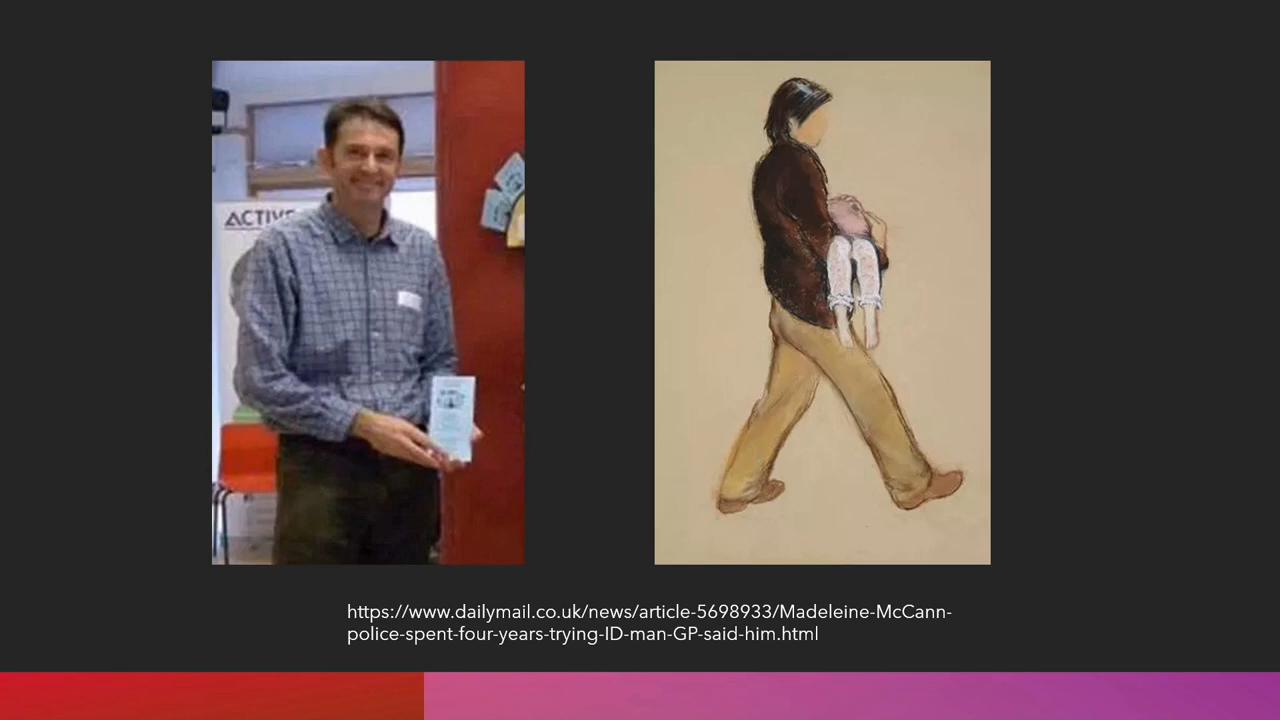 ACTIVE
https://www.dailymail.co.uk/news/article-5698933/Madeleine-McCann-
police-spent-four-years-trying-ID-man-GP-said-him.html